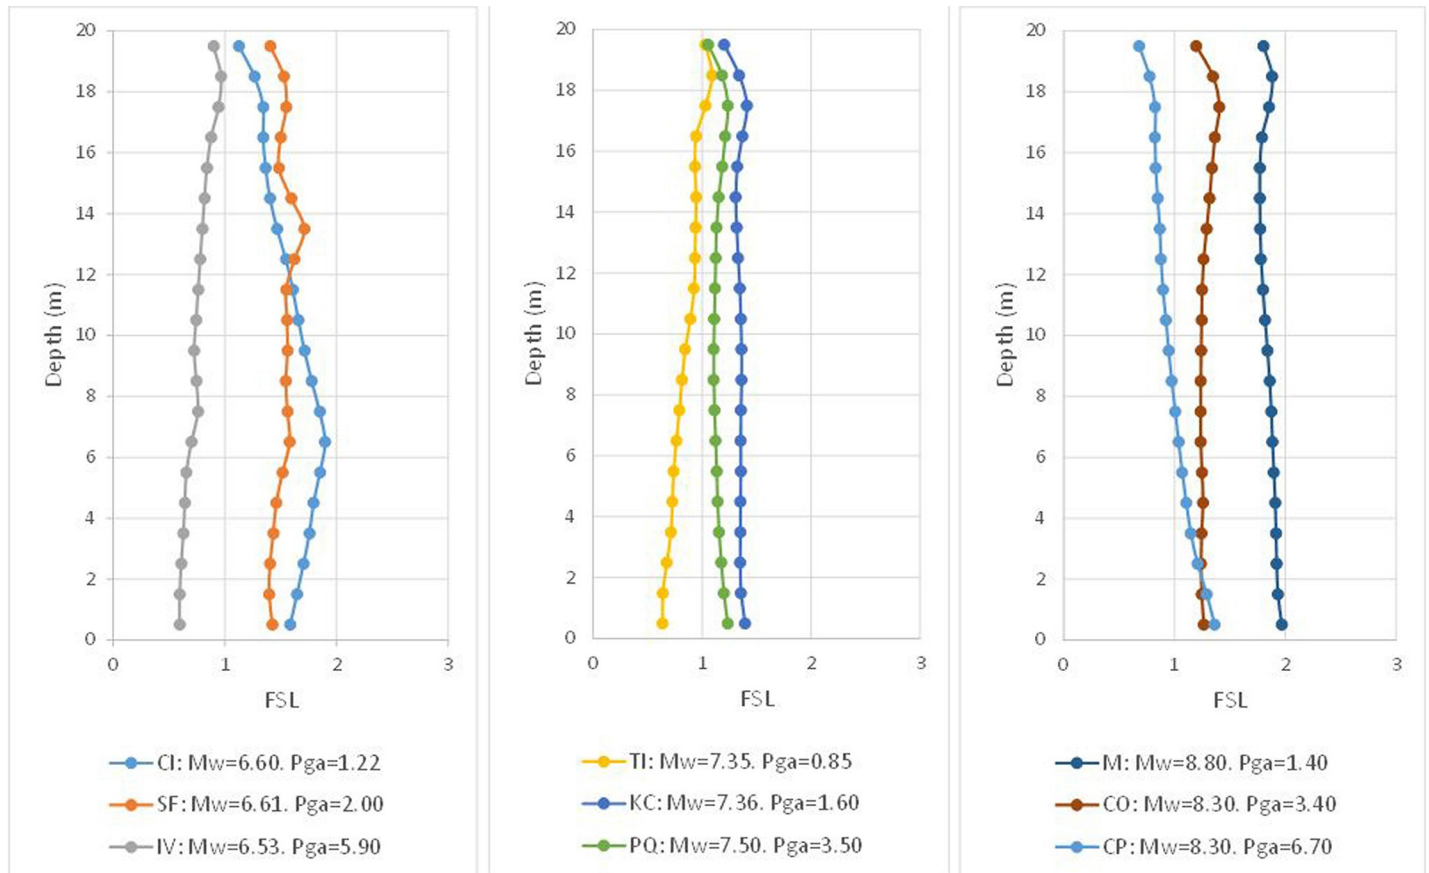 20
18
16
14
12
10
8
6
4
2
0
Depth (m)
0 1 2 3
FSL
CI: Mw=6.60. Pga=1.22
SF: Mw=6.61. Pga=2.00
IV: Mw=6.53. Pga=5.90
20
18
16
14
12
10
8
6
4
2
0
Depth (m)
0 1 2 3
FSL
TI: Mw=7.35. Pga=0.85
KC: Mw=7.36. Pga=1.60
PQ: Mw=7.50. Pga=3.50
20
18
16
14
12
10
8
6
4
2
0
Depth (m)
0 1 2 3
FSL
M: Mw=8.80. Pga=1.40
CO: Mw=8.30. Pga=3.40
CP: Mw=8.30. Pga=6.70